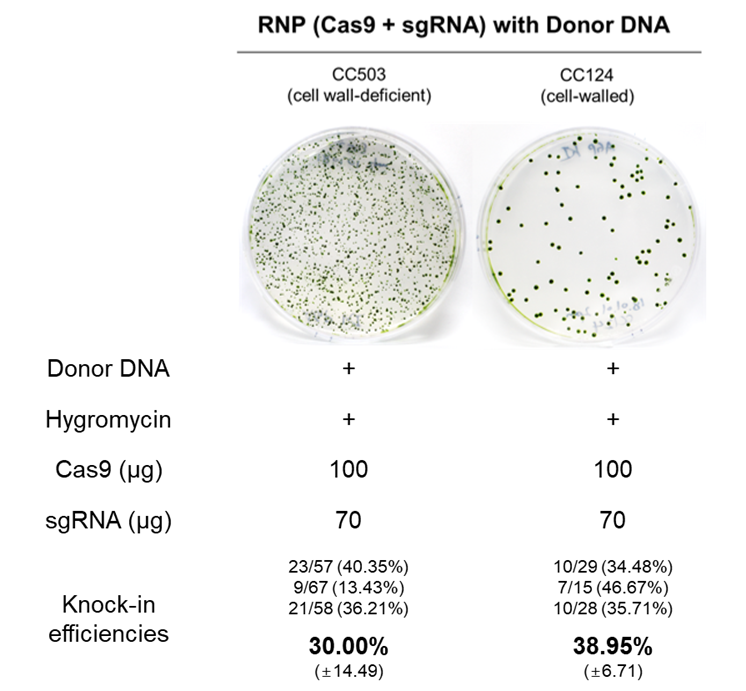 RNP (Cas9 + sgRNA) with Donor DNA
CC503 CC124
(cell wall-deficient) (cell-walled)
Donor DNA + +
Hygromycin + +
Cas9 (μg) 100 100
sgRNA (μg) 70 70
Knock-in efficiencies
23/57 (40.35%) 10/29 (34.48%)
9/67 (13.43%) 7/15 (46.67%)
21/58 (36.21%) 10/28 (35.71%)
30.00% 38.95%
(±14.49) (±6.71)